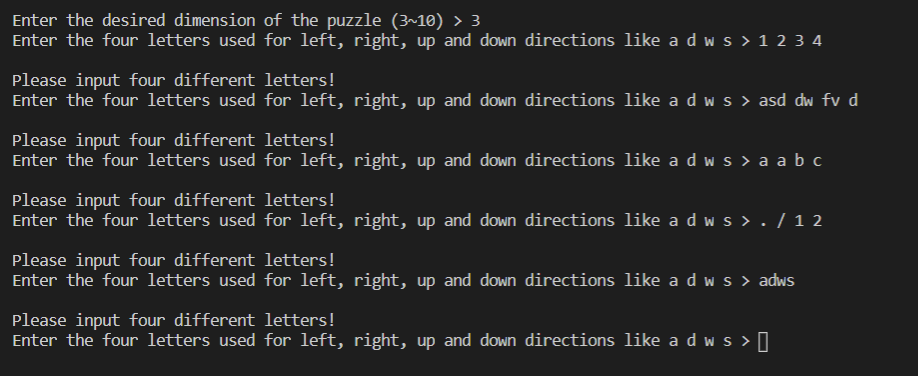 Enter the desired dimension of the puzzle (3~10) > 3
Enter the four letters used for left, right, up and down directions like a d w s > 1 2 3 4
Please input four different letters!
Enter the four letters used for left, right, up and down directions like a d w s > asd dw fv d
Please input four different letters!
Enter the four letters used for left, right, up and down directions like a d w s > a a b c
Please input four different letters!
Enter the four letters used for left, right, up and down directions like a d w s > . / 1 2
Please input four different letters!
Enter the four letters used for left, right, up and down directions like a d w s > adws
Please input four different letters!
Enter the four letters used for left, right, up and down directions like a d w s >